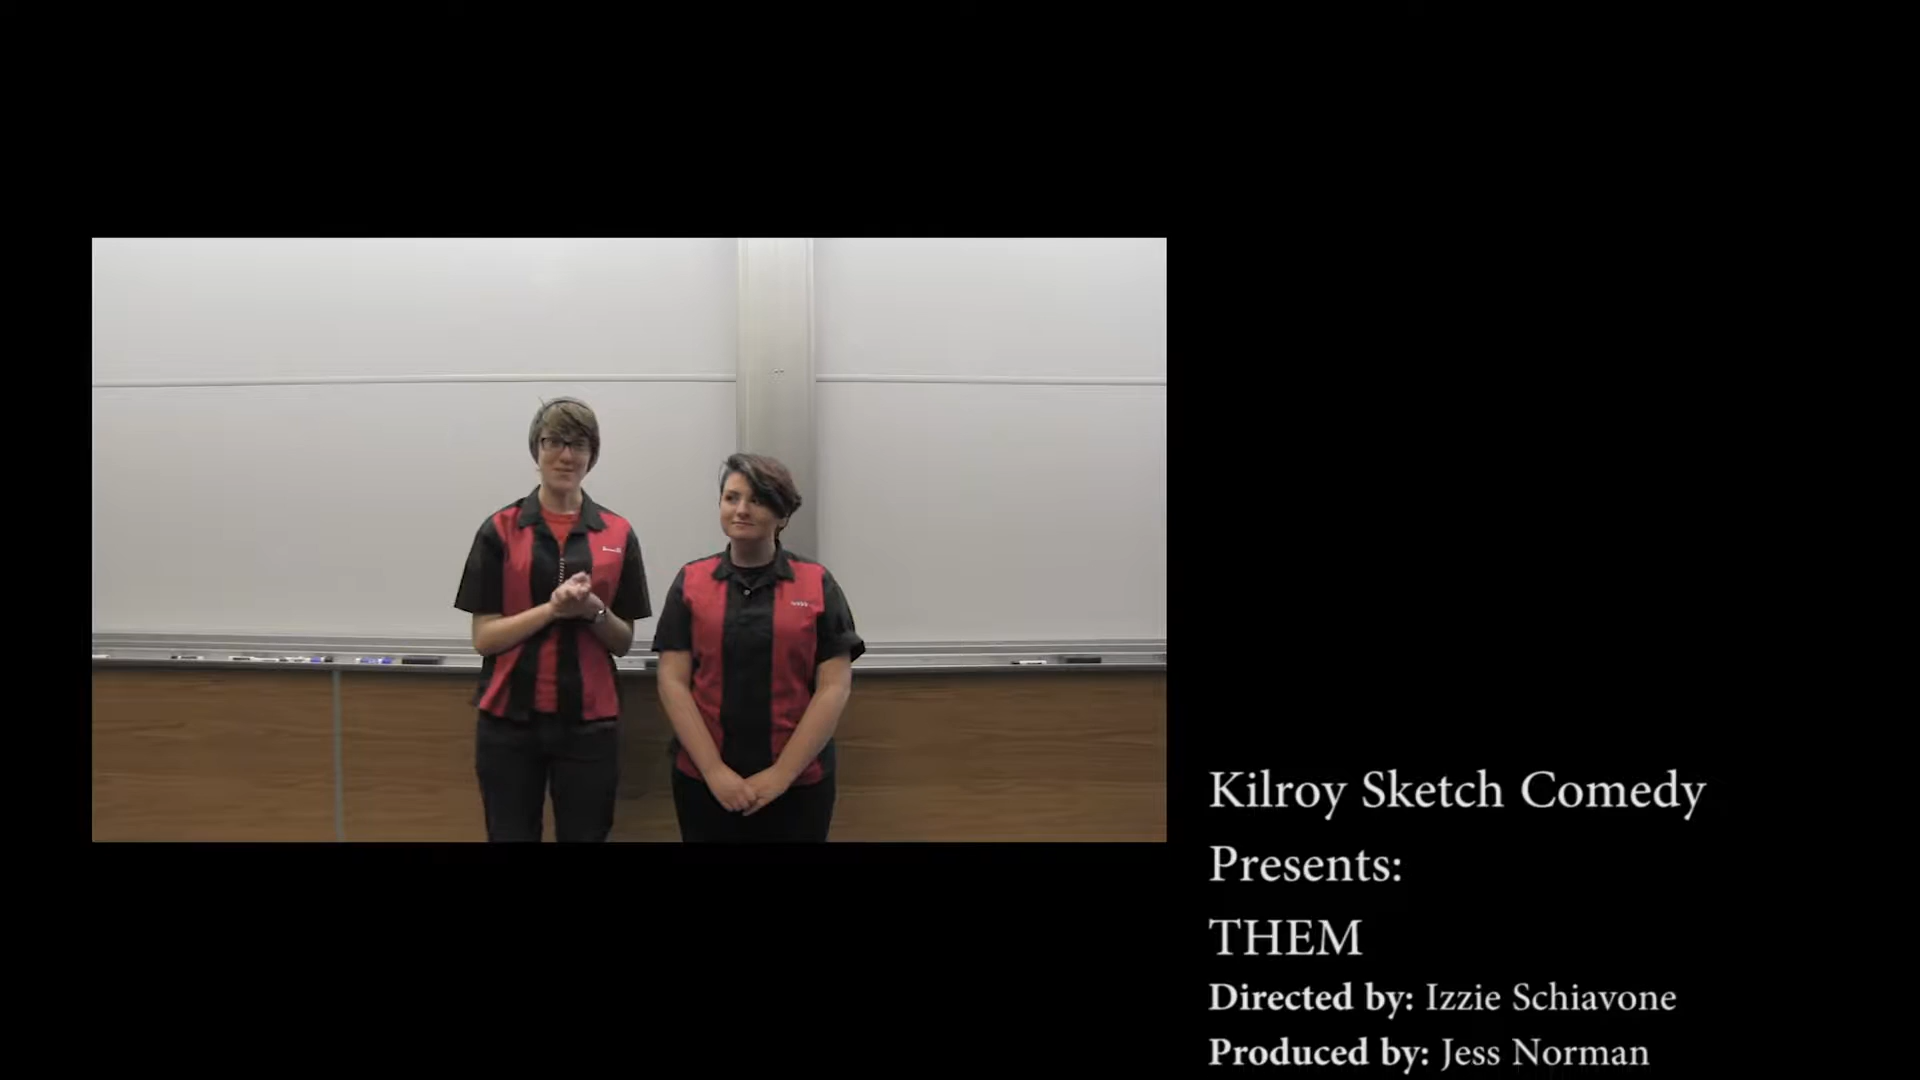 Kilroy Sketch Comedy
Presents:
THEM
Directed by: Izzie Schiavone
Produced by: Jess Norman